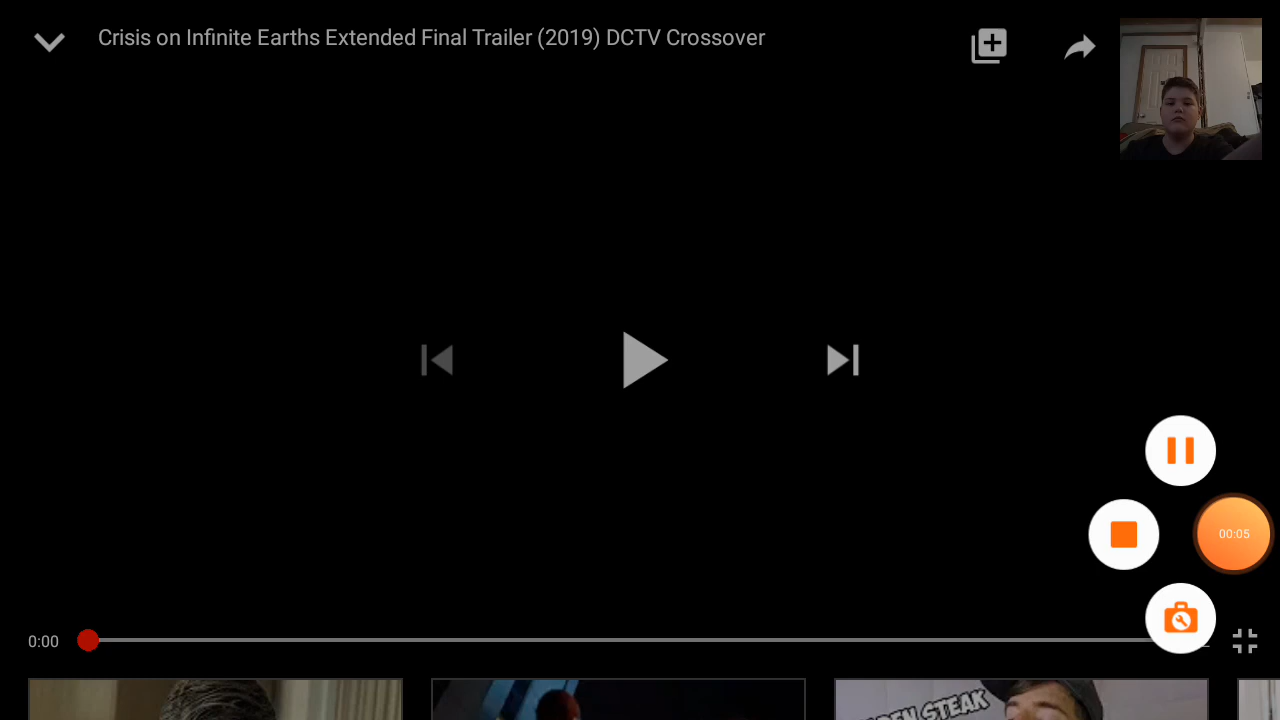 Crisis on Infinite Earths Extended Final Trailer (2019) DCTV Crossover
00:05
0:00
STEAK